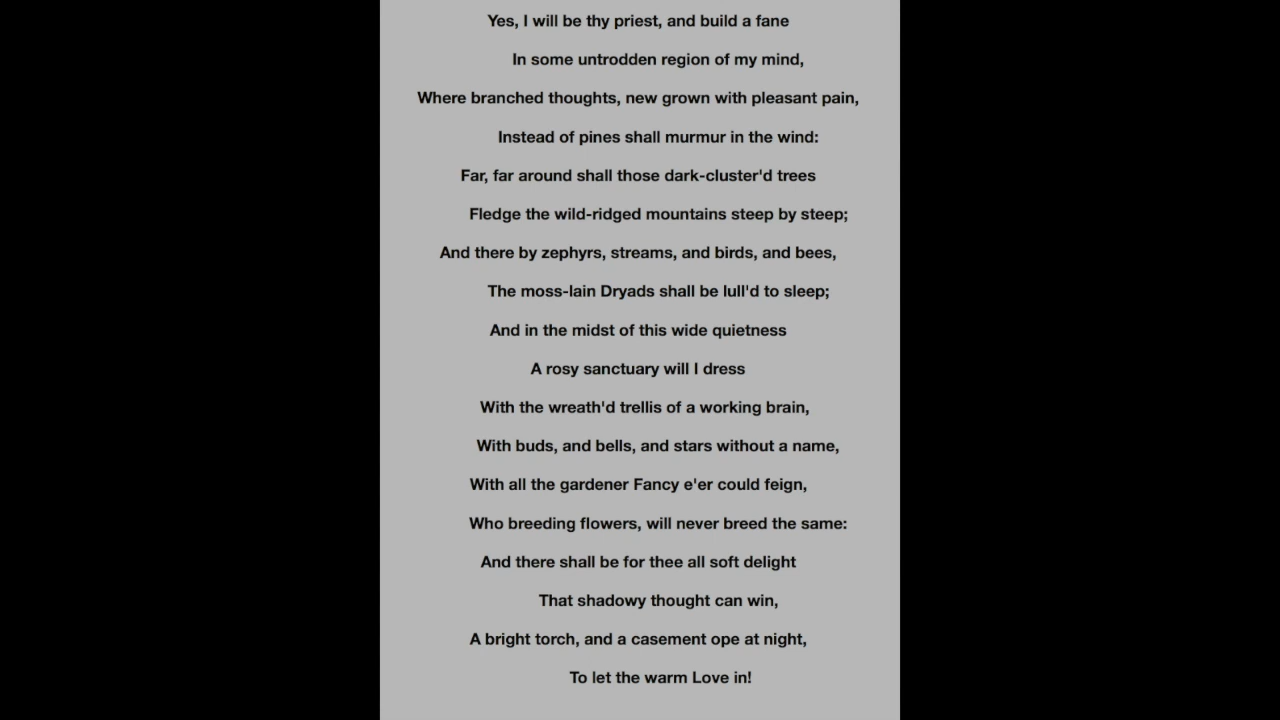 Yes, I will be thy priest, and build a fane
In some untrodden region of my mind,
Where branched thoughts, new grown with pleasant pain,
Instead of pines shall murmur in the wind:
Far, far around shall those dark-cluster'd trees
Fledge the wild-ridged mountains steep by steep;
And there by zephyrs, streams, and birds, and bees,
The moss-lain Dryads shall be lull'd to sleep;
And in the midst of this wide quietness
A rosy sanctuary will I dress
With the wreath'd trellis of a working brain,
With buds, and bells, and stars without a name,
With all the gardener Fancy e'er could feign,
Who breeding flowers, will never breed the same:
And there shall be for thee all soft delight
That shadowy thought can win,
A bright torch, and a casement ope at night,
To let the warm Love in!